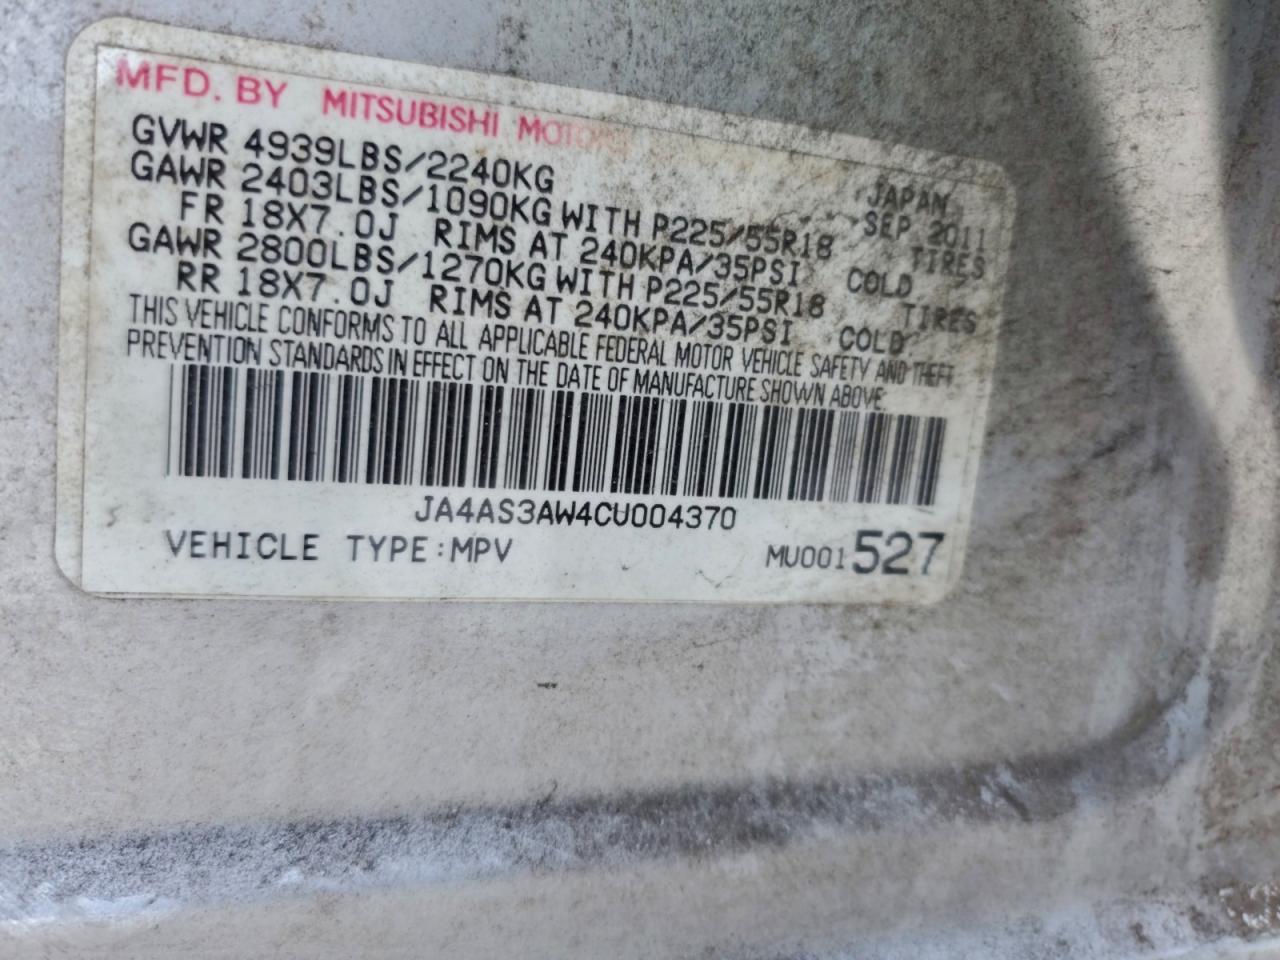 MFD. BY MITSUBISHI MOTORS
JAPAN
GVWR 4939LBS/2240KG SEP 2011
GAWR 2403LBS/1090KG WITH P225/55R18 TIRES
FR 18X7.0J RIMS AT 240KPA/35PSI COLD
GAWR 2800LBS/1270KG WITH P225/55R18 TIRES
RR 18X7.0J RIMS AT 240KPA/35PSI COLD
THIS VEHICLE CONFORMS TO ALL APPLICABLE FEDERAL MOTOR VEHICLE SAFETY AND THEFT
PREVENTION STANDARDS IN EFFECT ON THE DATE OF MANUFACTURE SHOWN ABOVE.
JA4AS3AW4CU004370
VEHICLE TYPE:MPV MU001527